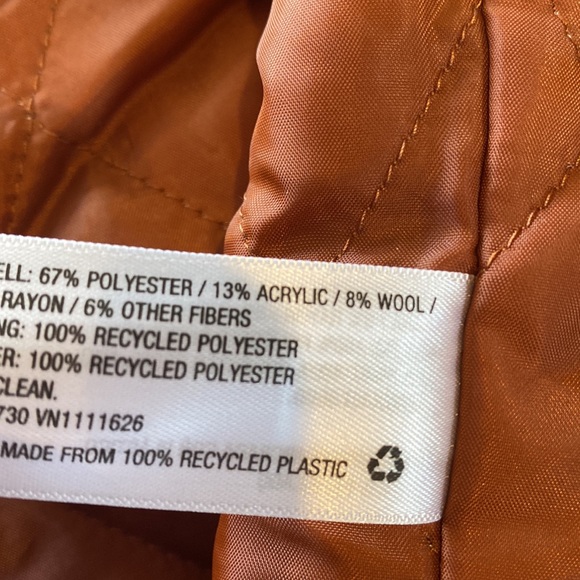 ELL: 67% POLYESTER / 13% ACRYLIC / 8% WOOL /
RAYON / 6% OTHER FIBERS
NG: 100% RECYCLED POLYESTER
ER: 100% RECYCLED POLYESTER
CLEAN.
730 VN1111626
MADE FROM 100% RECYCLED PLASTIC